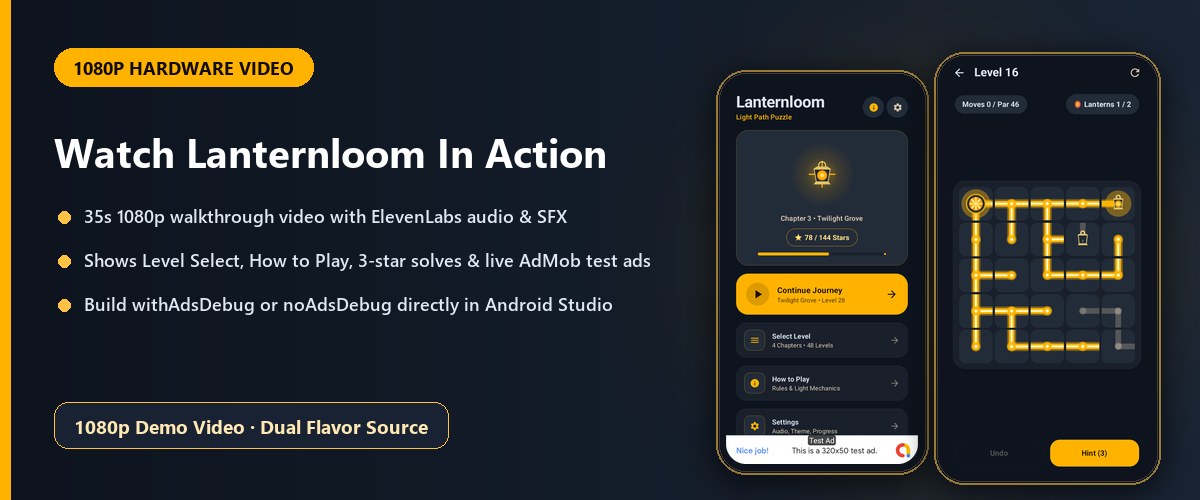 1080P HARDWARE VIDEO
Watch Lanternloom In Action
35s 1080p walkthrough video with ElevenLabs audio & SFX
Shows Level Select, How to Play, 3-star solves & live AdMob test ads
Build withAdsDebug or noAdsDebug directly in Android Studio
1080p Demo Video · Dual Flavor Source
Lanternloom
Light Path Puzzle
Chapter 3 • Twilight Grove
★ 78 / 144 Stars
Continue Journey
Twilight Grove • Level 28
Select Level
4 Chapters • 48 Levels
How to Play
Rules & Light Mechanics
Settings
Audio, Theme, Progress
Test Ad
Nice job!
This is a 320x50 test ad.
Level 16
Moves 0 / Par 46
Lanterns 1 / 2
Undo
Hint (3)